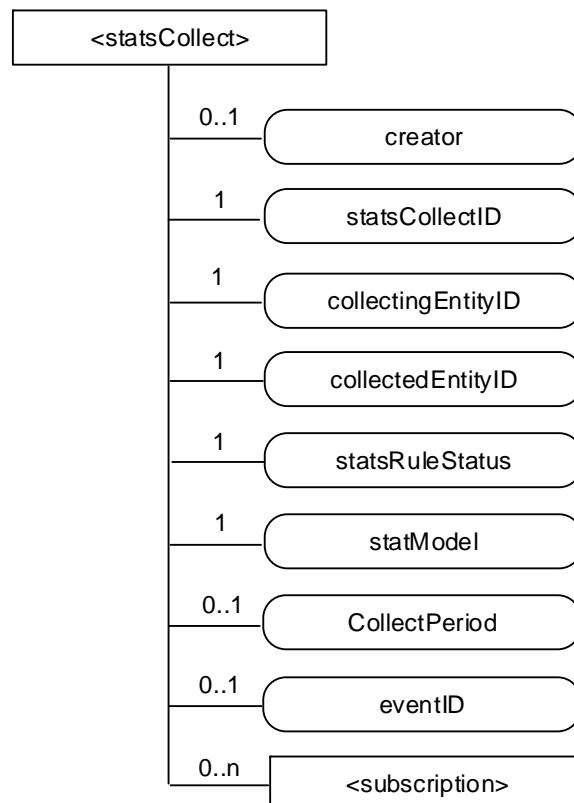 <statsCollect>
0..1
creator
1
statsCollectID
1
collectingEntityID
1
collectedEntityID
1
statsRuleStatus
1
statModel
0..1
CollectPeriod
0..1
eventID
0..n
<subscription>